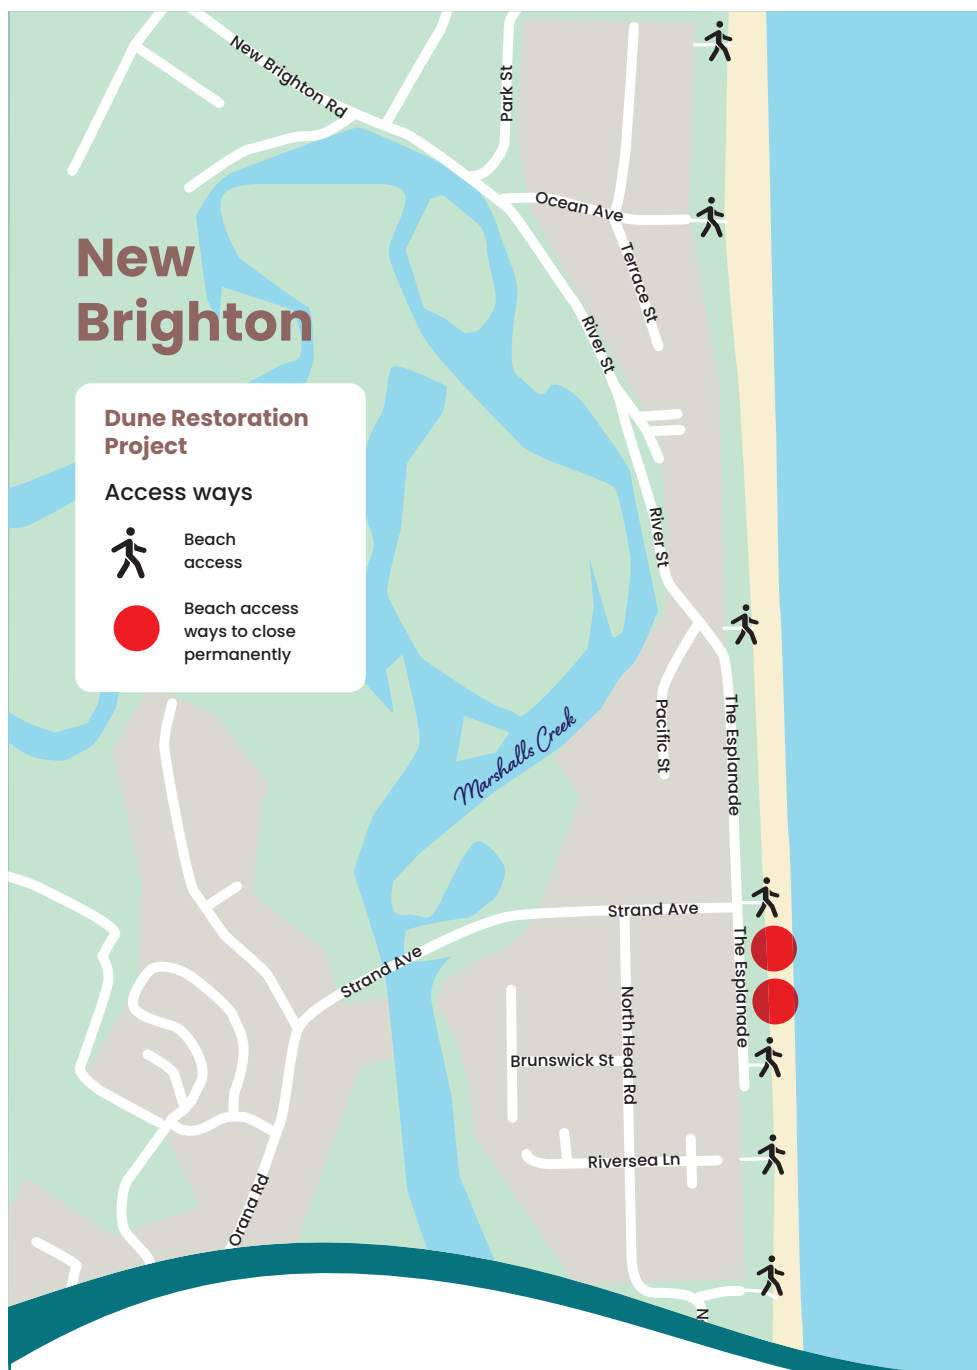 New Brighton Rd
Park St
Ocean Ave
Terrace St
New
Brighton
River St
Dune Restoration
Project
Access ways
Beach
access
Beach access
ways to close
permanently
River St
Pacific St
The Esplanade
Marshalls Creek
Strand Ave
Strand Ave
The Esplanade
North Head Rd
Brunswick St
Riversea Ln
Orana Rd
N